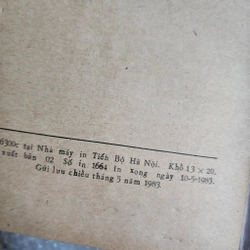 6300c tại Nhà máy in Tiến Bộ Hà Nội. Khổ 13 × 20.
xuất bản 02 Số in 1664 In xong ngày 10-5-1983.
Gửi lưu chiểu tháng 5 năm 1983.